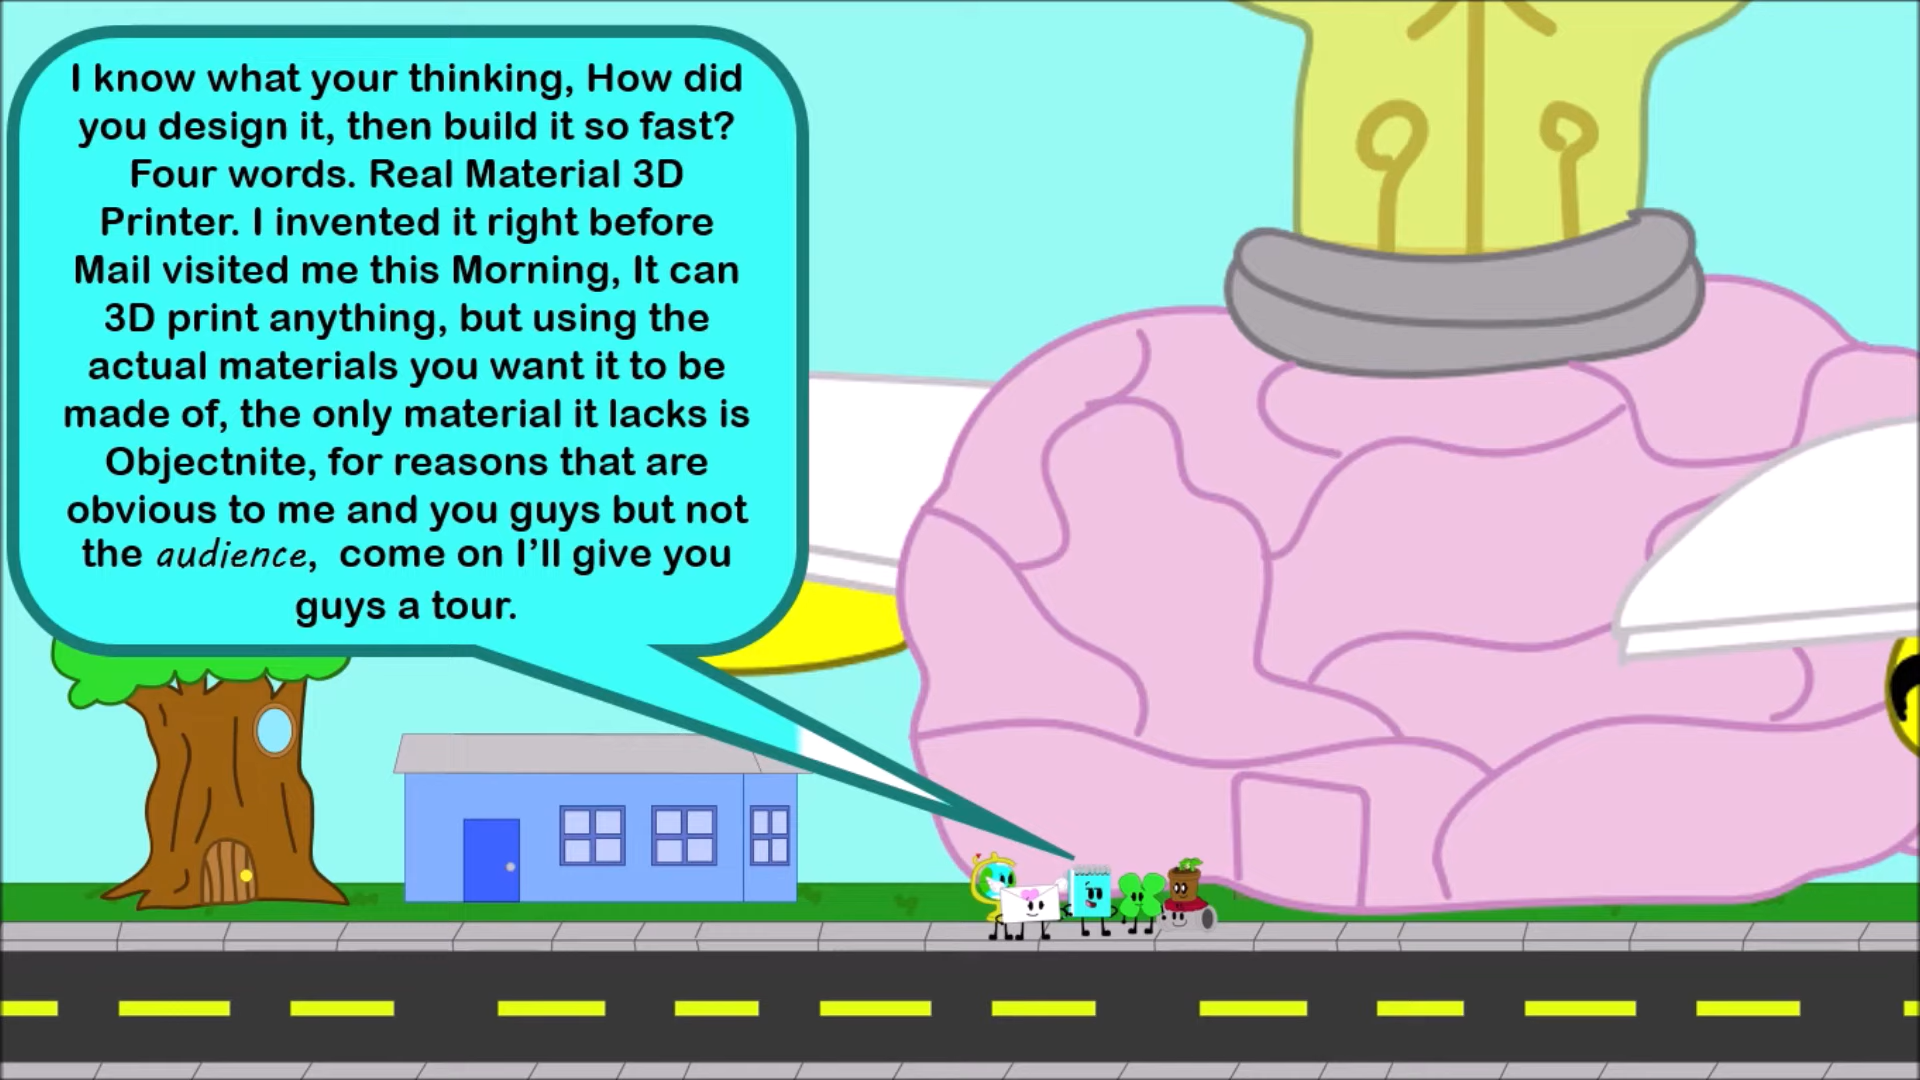 I know what your thinking, How did
you design it, then build it so fast?
Four words. Real Material 3D
Printer. I invented it right before
Mail visited me this Morning, It can
3D print anything, but using the
actual materials you want it to be
made of, the only material it lacks is
Objectnite, for reasons that are
obvious to me and you guys but not
the audience, come on I’ll give you
guys a tour.